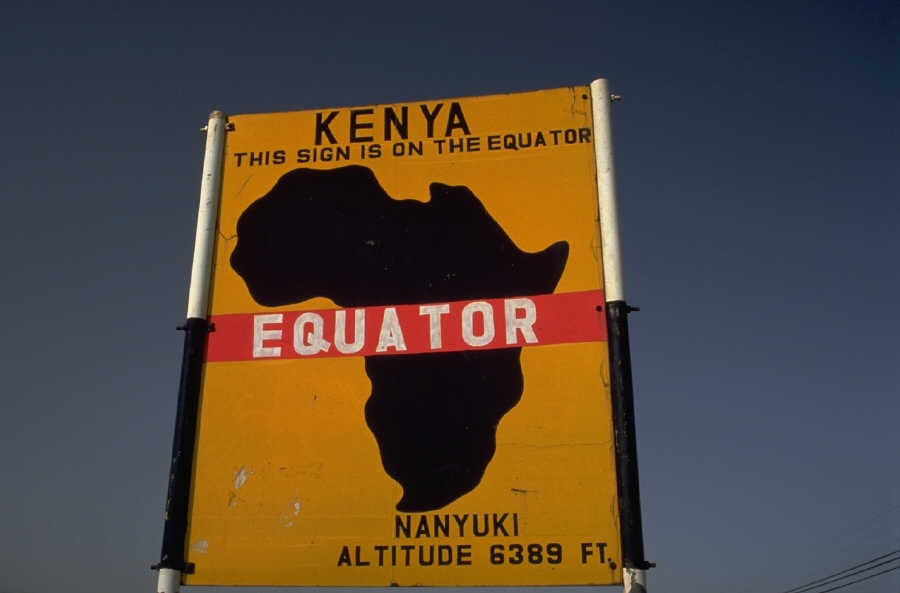 KENYA
THIS SIGN IS ON THE EQUATOR
EQUATOR
NANYUKI
ALTITUDE 6389 FT.